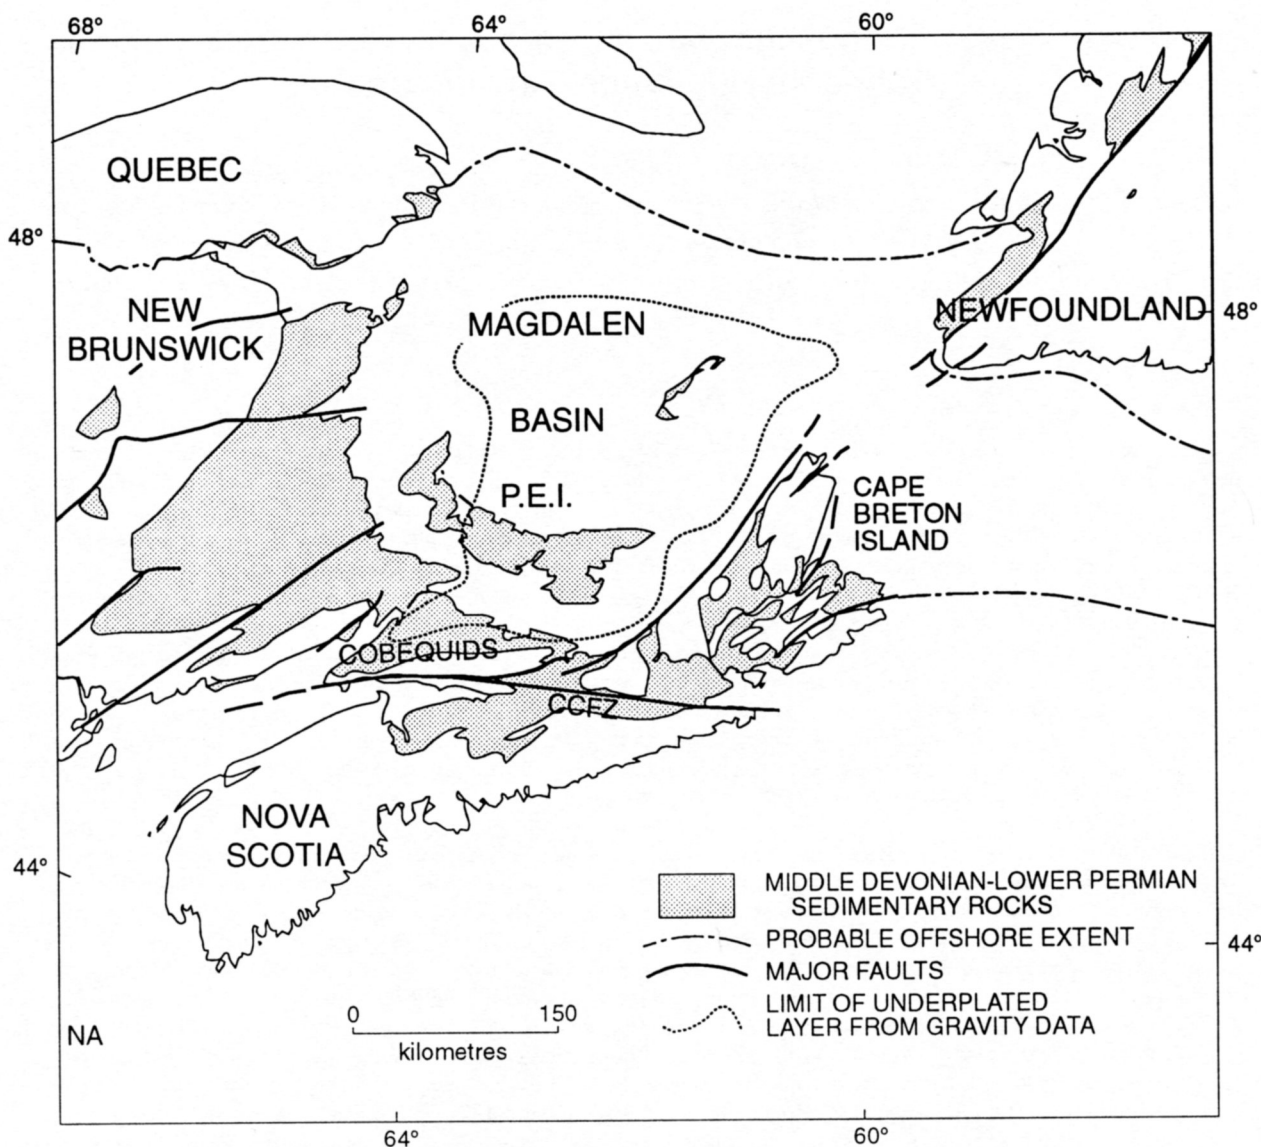 68° 64° 60°
QUEBEC
48°
NEW
BRUNSWICK
MAGDALEN
NEWFOUNDLAND
48°
BASIN
P.E.I.
CAPE
BRETON
ISLAND
COBEQUIDS
CCFZ
NOVA
SCOTIA
44°
MIDDLE DEVONIAN-LOWER PERMIAN
SEDIMENTARY ROCKS
PROBABLE OFFSHORE EXTENT
44°
MAJOR FAULTS
LIMIT OF UNDERPLATED
LAYER FROM GRAVITY DATA
0 150
kilometres
NA
64° 60°